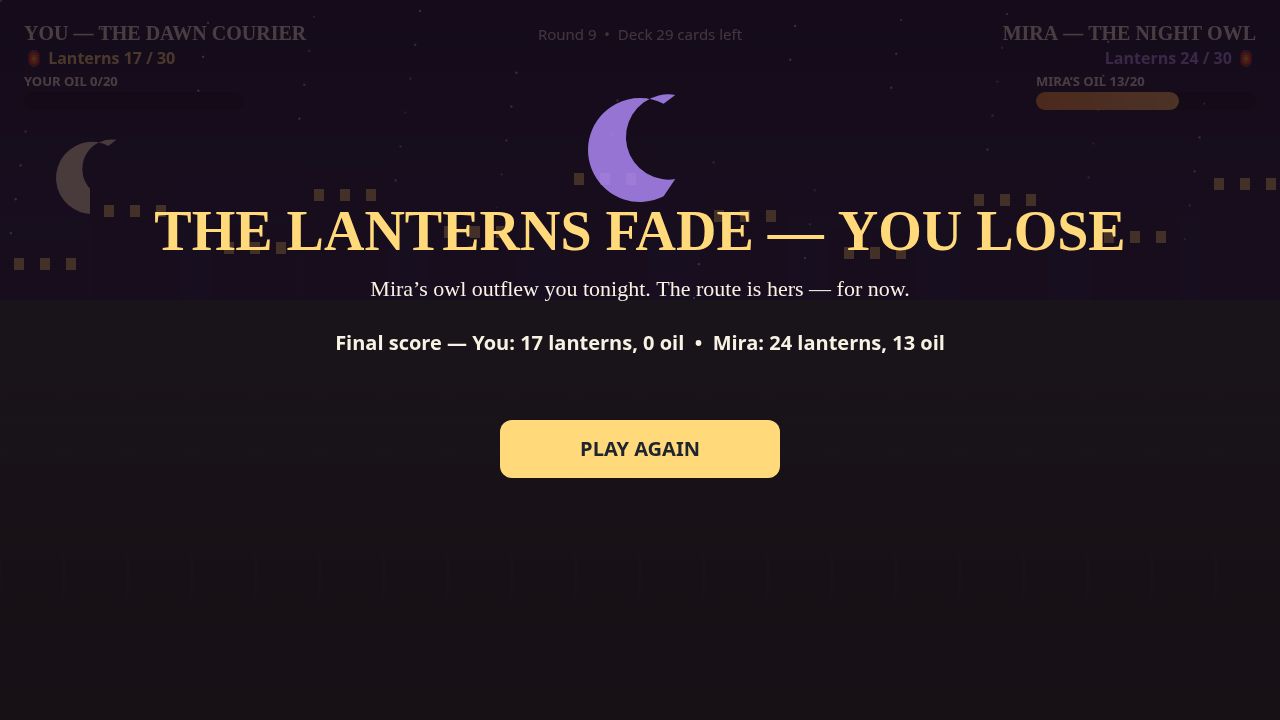 YOU — THE DAWN COURIER
Round 9 • Deck 29 cards left
MIRA — THE NIGHT OWL
Lanterns 17 / 30
Lanterns 24 / 30
YOUR OIL 0/20
MIRA’S OIL 13/20
THE LANTERNS FADE — YOU LOSE
Mira’s owl outflew you tonight. The route is hers — for now.
Final score — You: 17 lanterns, 0 oil • Mira: 24 lanterns, 13 oil
PLAY AGAIN